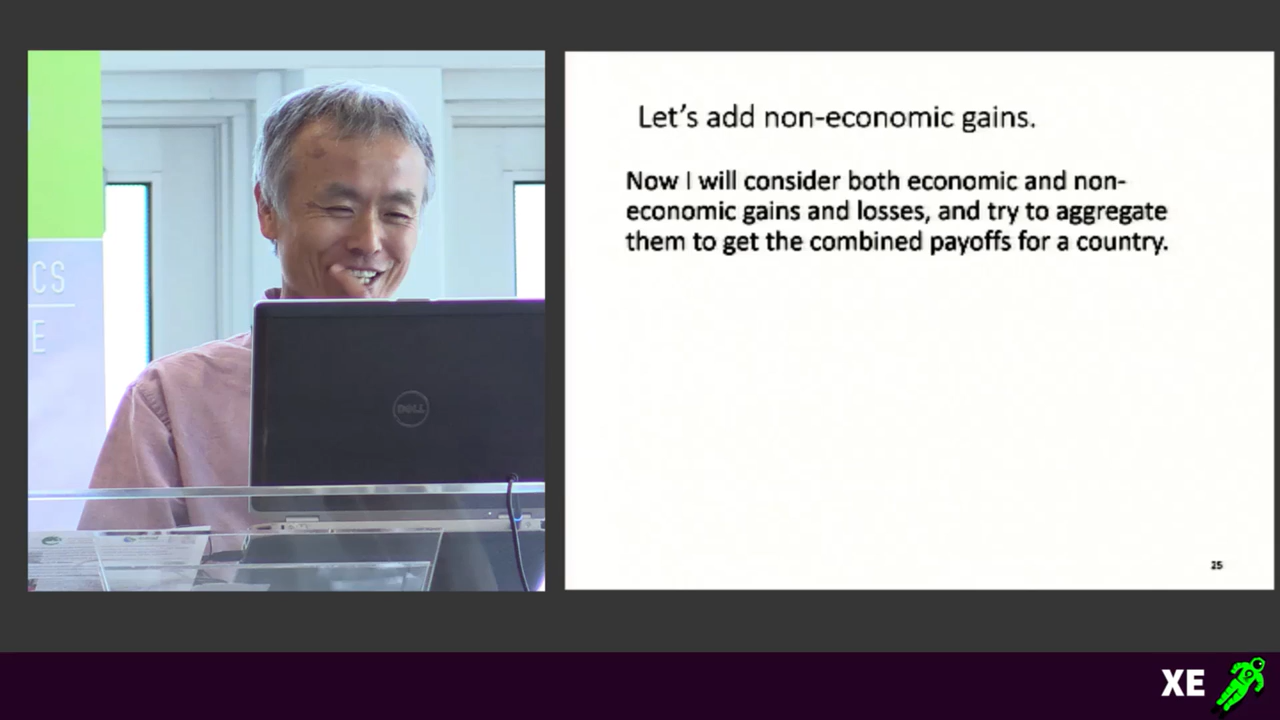 CS
E
DELL
Let's add non-economic gains.
Now I will consider both economic and non-
economic gains and losses, and try to aggregate
them to get the combined payoffs for a country.
25
XE